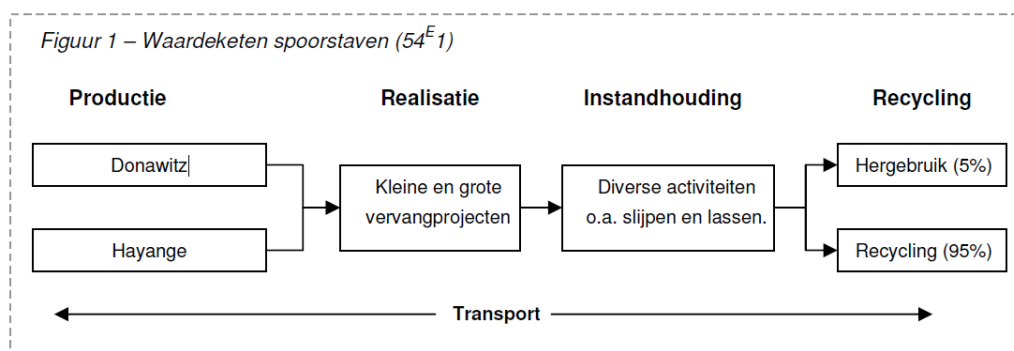 Figuur 1 – Waardeketen spoorstaven (54E1)
Productie
Realisatie
Instandhouding
Recycling
Donawitz
Hayange
Kleine en grote
vervangprojecten
Diverse activiteiten
o.a. slijpen en lassen.
Hergebruik (5%)
Recycling (95%)
Transport